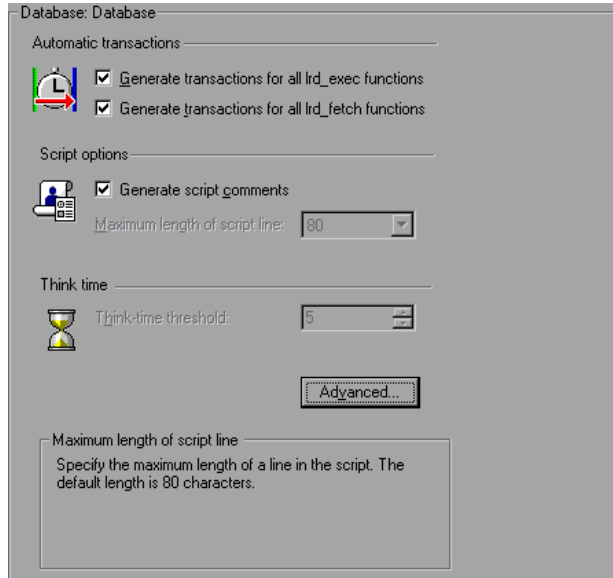 Database: Database
Automatic transactions
Generate transactions for all lrd_exec functions
Generate transactions for all lrd_fetch functions
Script options
Generate script comments
Maximum length of script line: 80
Think time
Think-time threshold: 5
Advanced...
Maximum length of script line
Specify the maximum length of a line in the script. The
default length is 80 characters.